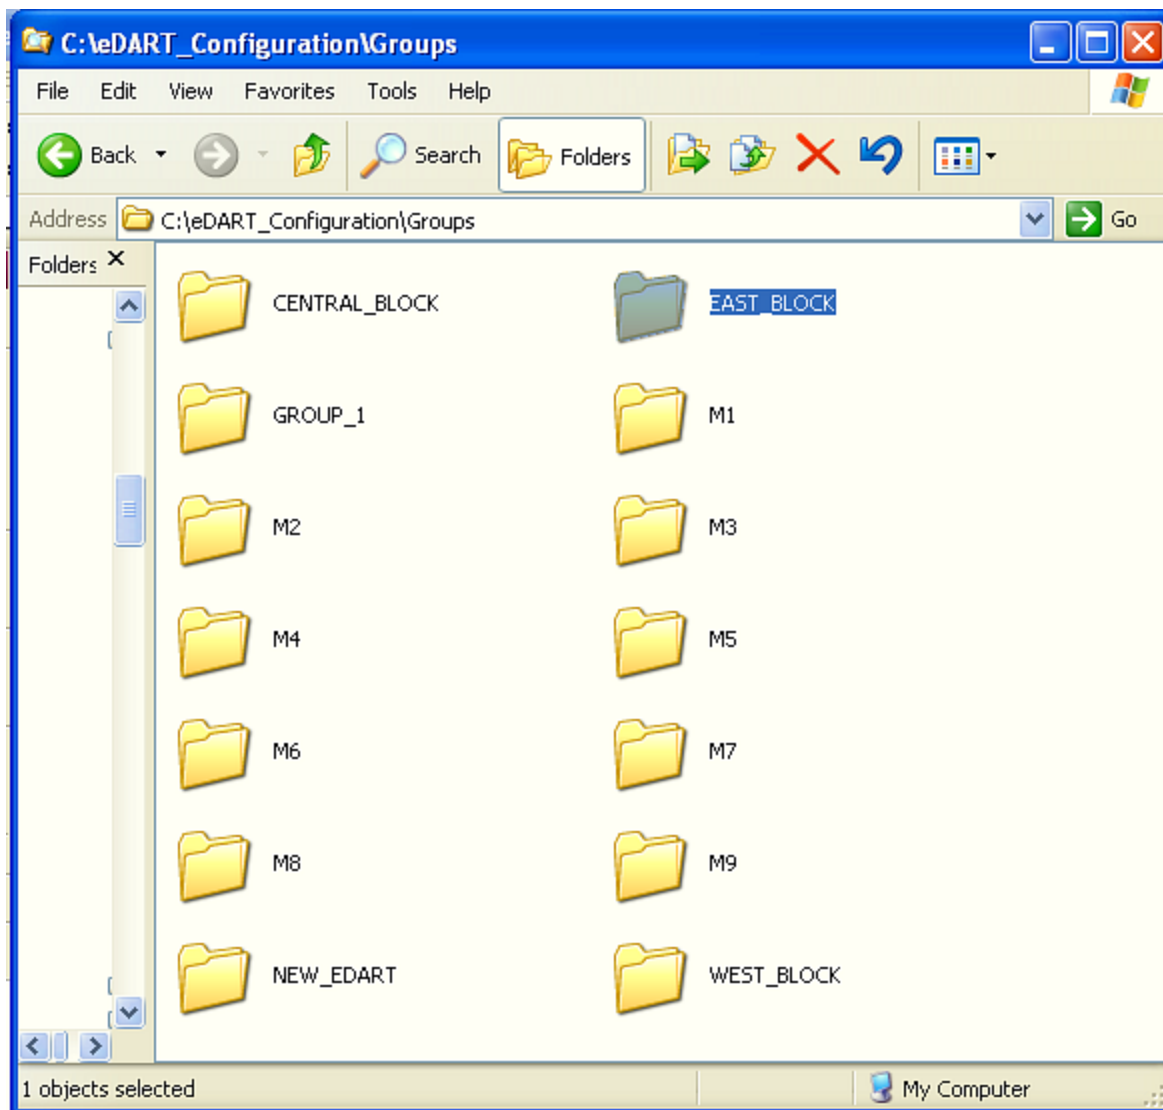 C:\eDART_Configuration\Groups
File Edit View Favorites Tools Help
Back Search Folders
Address C:\eDART_Configuration\Groups Go
Folders
CENTRAL_BLOCK EAST_BLOCK
GROUP_1 M1
M2 M3
M4 M5
M6 M7
M8 M9
NEW_EDART WEST_BLOCK
1 objects selected My Computer